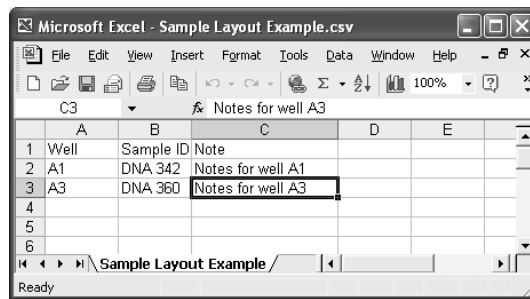 Microsoft Excel - Sample Layout Example.csv
File Edit View Insert Format Tools Data Window Help
100%
C3 fx Notes for well A3
A B C D E
1 Well Sample ID Note
2 A1 DNA 342 Notes for well A1
3 A3 DNA 360 Notes for well A3
4
5
6
Sample Layout Example
Ready